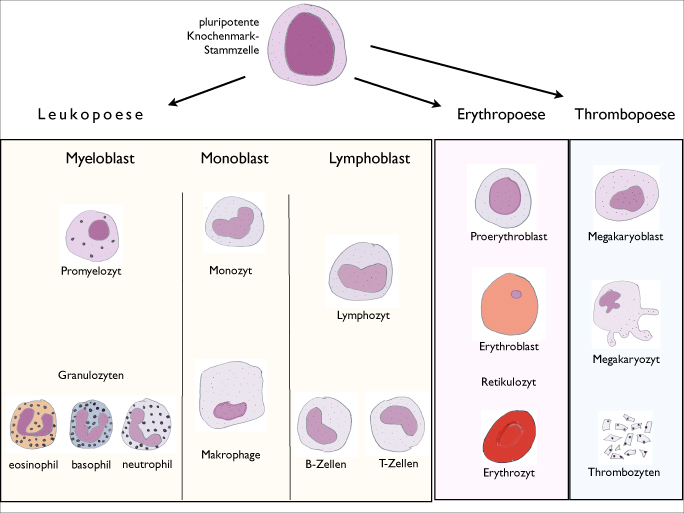 pluripotente
Knochenmark-
Stammzelle
Leukopoese
Erythropoese
Thrombopoese
Myeloblast
Monoblast
Lymphoblast
Promyelozyt
Monozyt
Lymphozyt
Proerythroblast
Megakaryoblast
Erythroblast
Megakaryozyt
Granulozyten
Retikulozyt
eosinophil
basophil
neutrophil
Makrophage
B-Zellen
T-Zellen
Erythrozyt
Thrombozyten